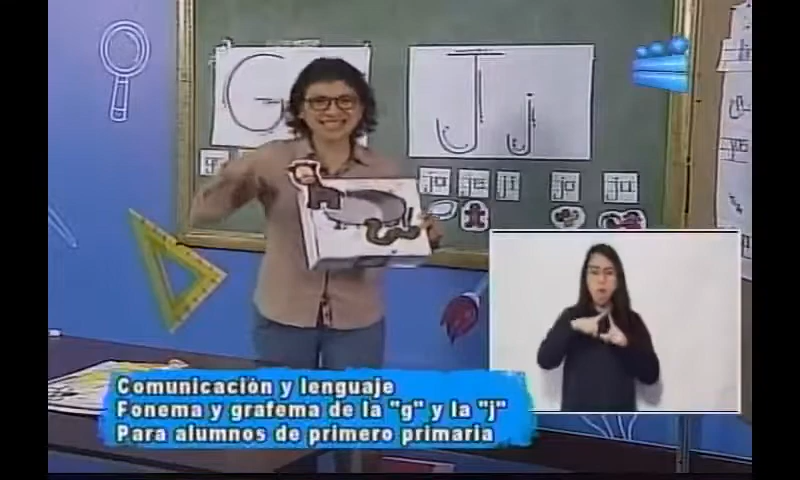 G
J j
ja je ji jo ju
Comunicación y lenguaje
Fonema y grafema de la "g" y la "j"
Para alumnos de primero primaria